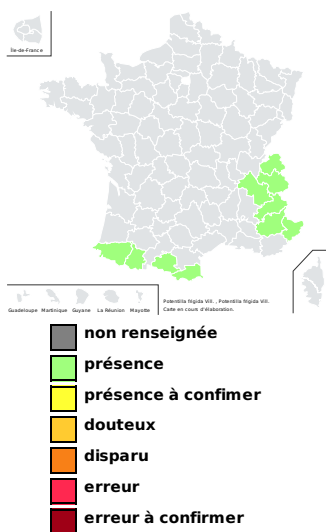 Île-de-France
Guadeloupe Martinique Guyane La Réunion Mayotte
Potentilla frigida Vill. , Potentilla frigida Vill.
Carte en cours d'élaboration.
non renseignée
présence
présence à confimer
douteux
disparu
erreur
erreur à confirmer